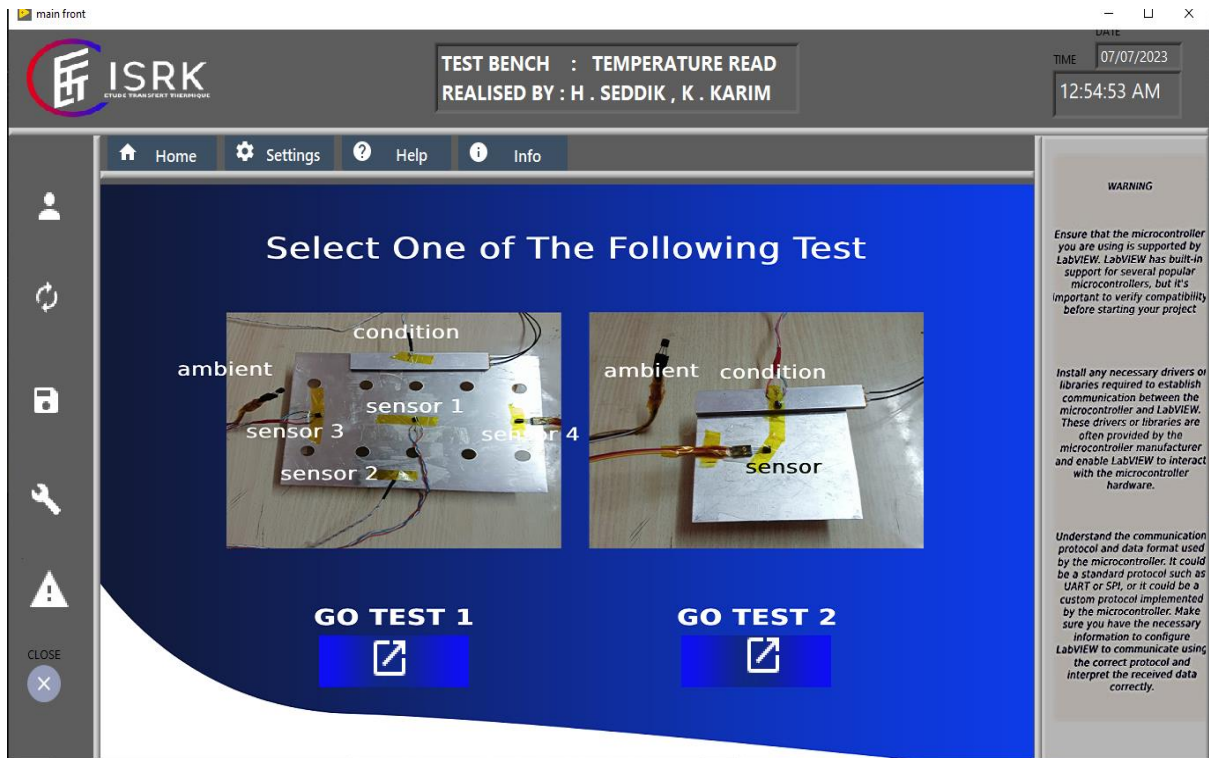 main front
ISRK
ETUDE TRANSFERT THERMIQUE
TEST BENCH : TEMPERATURE READ
REALISED BY : H . SEDDIK , K . KARIM
DATE
TIME 07/07/2023
12:54:53 AM
Home Settings Help Info
Select One of The Following Test
condition
ambient
sensor 1
sensor 3
sensor 4
sensor 2
ambient condition
sensor
GO TEST 1
GO TEST 2
CLOSE
WARNING
Ensure that the microcontroller
you are using is supported by
LabVIEW. LabVIEW has built-in
support for several popular
microcontrollers, but it's
important to verify compatibility
before starting your project
Install any necessary drivers or
libraries required to establish
communication between the
microcontroller and LabVIEW.
These drivers or libraries are
often provided by the
microcontroller manufacturer
and enable LabVIEW to interact
with the microcontroller
hardware.
Understand the communication
protocol and data format used
by the microcontroller. It could
be a standard protocol such as
UART or SPI, or it could be a
custom protocol implemented
by the microcontroller. Make
sure you have the necessary
information to configure
LabVIEW to communicate using
the correct protocol and
interpret the received data
correctly.